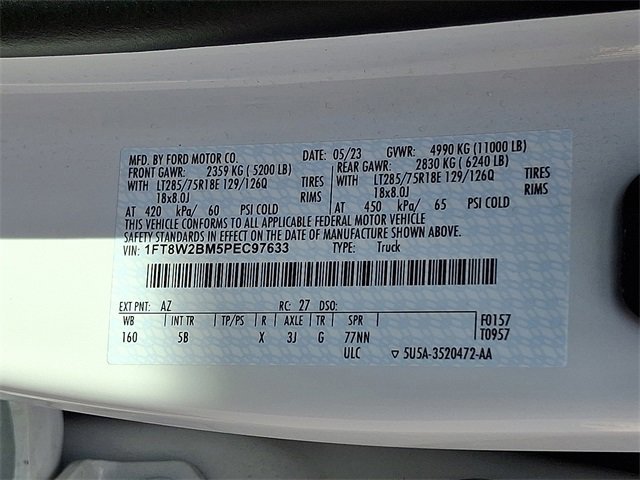 MFD. BY FORD MOTOR CO. DATE: 05/23 GVWR: 4990 KG (11000 LB)
FRONT GAWR: 2359 KG (5200 LB) REAR GAWR: 2830 KG (6240 LB)
WITH LT285/75R18E 129/126Q TIRES WITH LT285/75R18E 129/126Q TIRES
18x8.0J RIMS 18x8.0J RIMS
AT 420 kPa/ 60 PSI COLD AT 450 kPa/ 65 PSI COLD
THIS VEHICLE CONFORMS TO ALL APPLICABLE FEDERAL MOTOR VEHICLE
SAFETY STANDARDS IN EFFECT ON THE DATE OF MANUFACTURE SHOWN ABOVE.
VIN: 1FT8W2BM5PEC97633 TYPE: Truck
EXT PNT: AZ RC: 27 DSO:
WB INT TR TP/PS R AXLE TR SPR F0157
160 5B X 3J G 77NN T0957
ULC ▽ 5U5A-3520472-AA